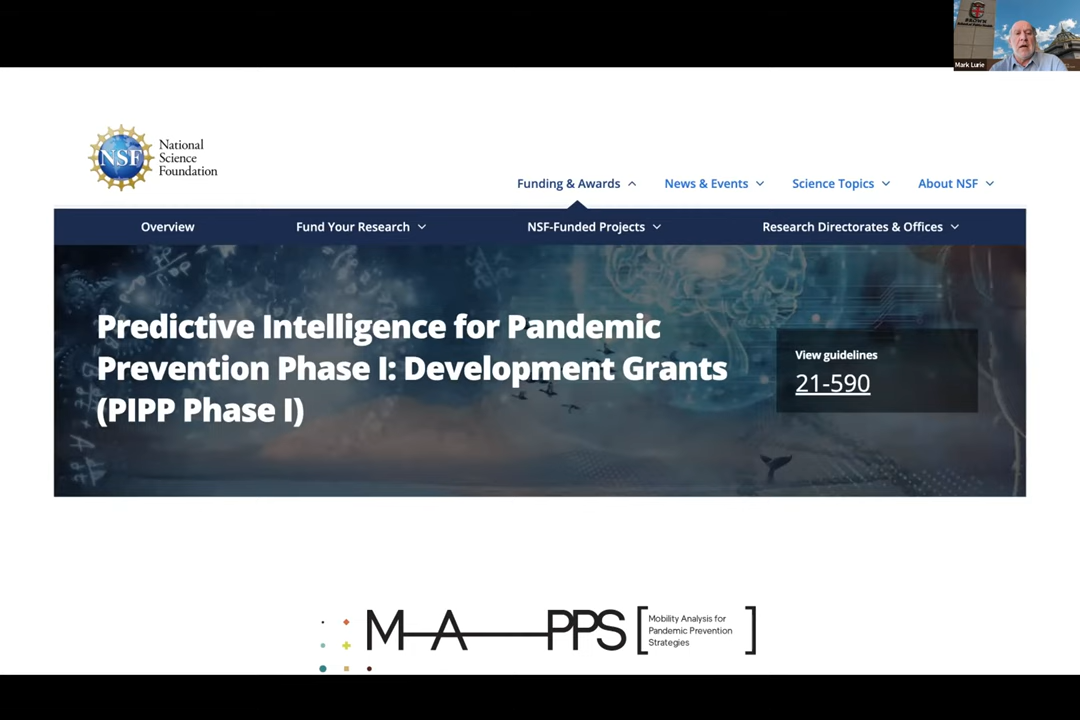 BROWN
Mark Lurie
NSF
National
Science
Foundation
Funding & Awards
News & Events
Science Topics
About NSF
Overview
Fund Your Research
NSF-Funded Projects
Research Directorates & Offices
Predictive Intelligence for Pandemic
Prevention Phase I: Development Grants
(PIPP Phase I)
View guidelines
21-590
MAPPS
Mobility Analysis for
Pandemic Prevention
Strategies